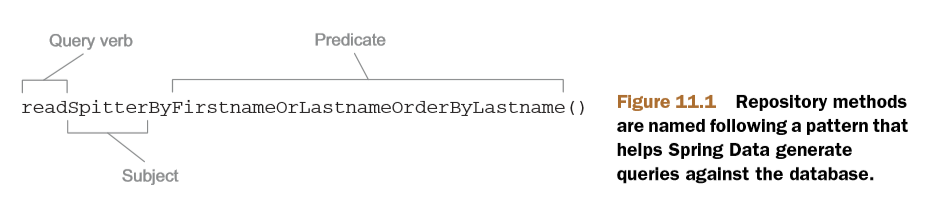 Query verb
Predicate
readSpitterByFirstnameOrLastnameOrderByLastname()
Subject
Figure 11.1 Repository methods
are named following a pattern that
helps Spring Data generate
queries against the database.